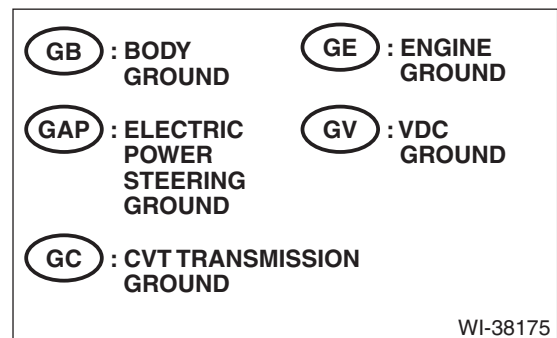 GB : BODY
GROUND
GE : ENGINE
GROUND
GAP : ELECTRIC
POWER
STEERING
GROUND
GV : VDC
GROUND
GC : CVT TRANSMISSION
GROUND
WI-38175